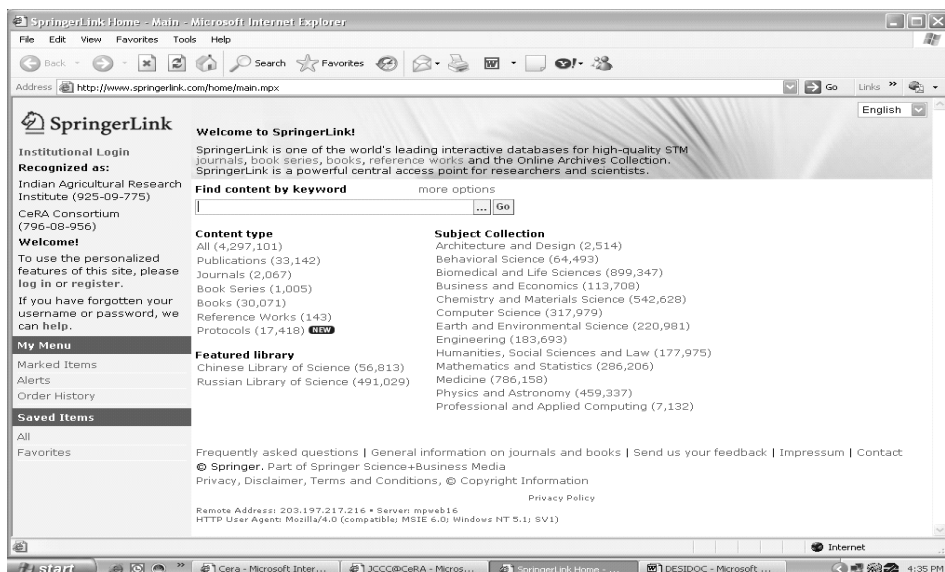 SpringerLink Home - Main - Microsoft Internet Explorer
File Edit View Favorites Tools Help
Back Search Favorites
Address http://www.springerlink.com/home/main.mpx Go Links »
English
SpringerLink
Institutional Login
Recognized as:
Indian Agricultural Research
Institute (925-09-775)
CeRA Consortium
(796-08-956)
Welcome!
To use the personalized
features of this site, please
log in or register.
If you have forgotten your
username or password, we
can help.
My Menu
Marked Items
Alerts
Order History
Saved Items
All
Favorites
Welcome to SpringerLink!
SpringerLink is one of the world's leading interactive databases for high-quality STM
journals, book series, books, reference works and the Online Archives Collection.
SpringerLink is a powerful central access point for researchers and scientists.
Find content by keyword more options
... Go
Content type
All (4,297,101)
Publications (33,142)
Journals (2,067)
Book Series (1,005)
Books (30,071)
Reference Works (143)
Protocols (17,418) NEW
Featured library
Chinese Library of Science (56,813)
Russian Library of Science (491,029)
Subject Collection
Architecture and Design (2,514)
Behavioral Science (64,493)
Biomedical and Life Sciences (899,347)
Business and Economics (113,708)
Chemistry and Materials Science (542,628)
Computer Science (317,979)
Earth and Environmental Science (220,981)
Engineering (183,693)
Humanities, Social Sciences and Law (177,975)
Mathematics and Statistics (286,206)
Medicine (786,158)
Physics and Astronomy (459,337)
Professional and Applied Computing (7,132)
Frequently asked questions | General information on journals and books | Send us your feedback | Impressum | Contact
© Springer. Part of Springer Science+Business Media
Privacy, Disclaimer, Terms and Conditions, © Copyright Information
Privacy Policy
Remote Address: 203.197.217.216 • Server: mpweb16
HTTP User Agent: Mozilla/4.0 (compatible; MSIE 6.0; Windows NT 5.1; SV1)
Internet
start » Cera - Microsoft Inter... JCCC@CeRA - Micros... SpringerLink Home - ... DESIDOC - Microsoft ... 4:35 PM